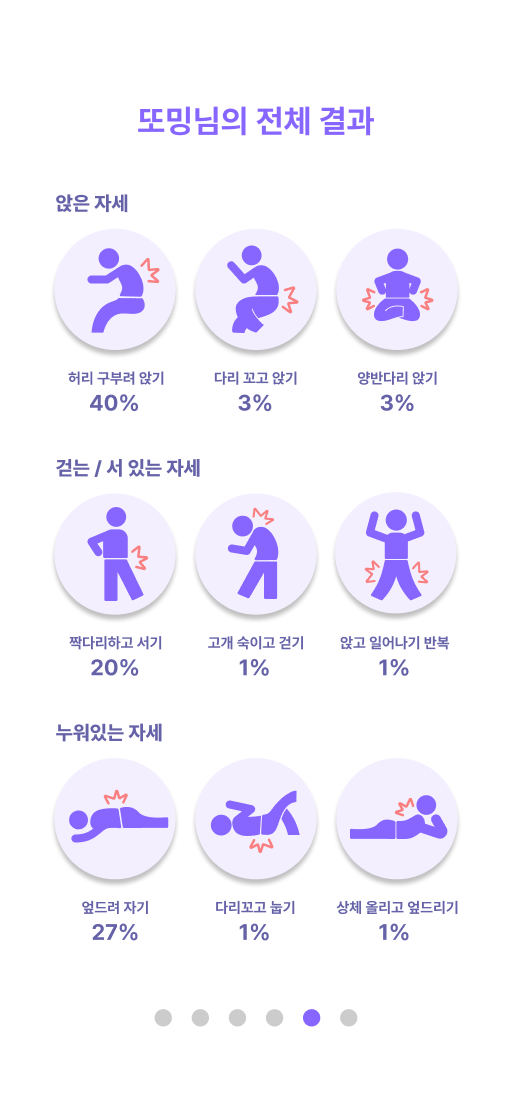 또밍님의 전체 결과
앉은 자세
허리 구부려 앉기
다리 꼬고 앉기
양반다리 앉기
40%
3%
3%
걷는 / 서 있는 자세
짝다리하고 서기
고개 숙이고 걷기
앉고 일어나기 반복
20%
1%
1%
누워있는 자세
엎드려 자기
다리꼬고 눕기
상체 올리고 엎드리기
27%
1%
1%